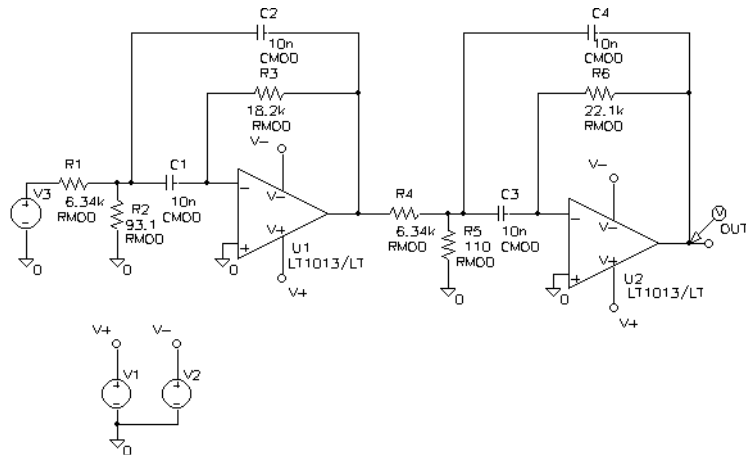 C2
10n
CMOD
R3
18.2k
RMOD
V-
R1
6.34k
RMOD
V3
0
R2
93.1
RMOD
0
C1
10n
CMOD
-
V-
V+
+
0
U1
LT1013/LT
V+
C4
10n
CMOD
R6
22.1k
RMOD
V-
R4
6.34k
RMOD
R5
110
RMOD
0
C3
10n
CMOD
-
V-
V+
+
0
U2
LT1013/LT
V+
V
OUT
V+
V-
+
V1
-
+
V2
-
0